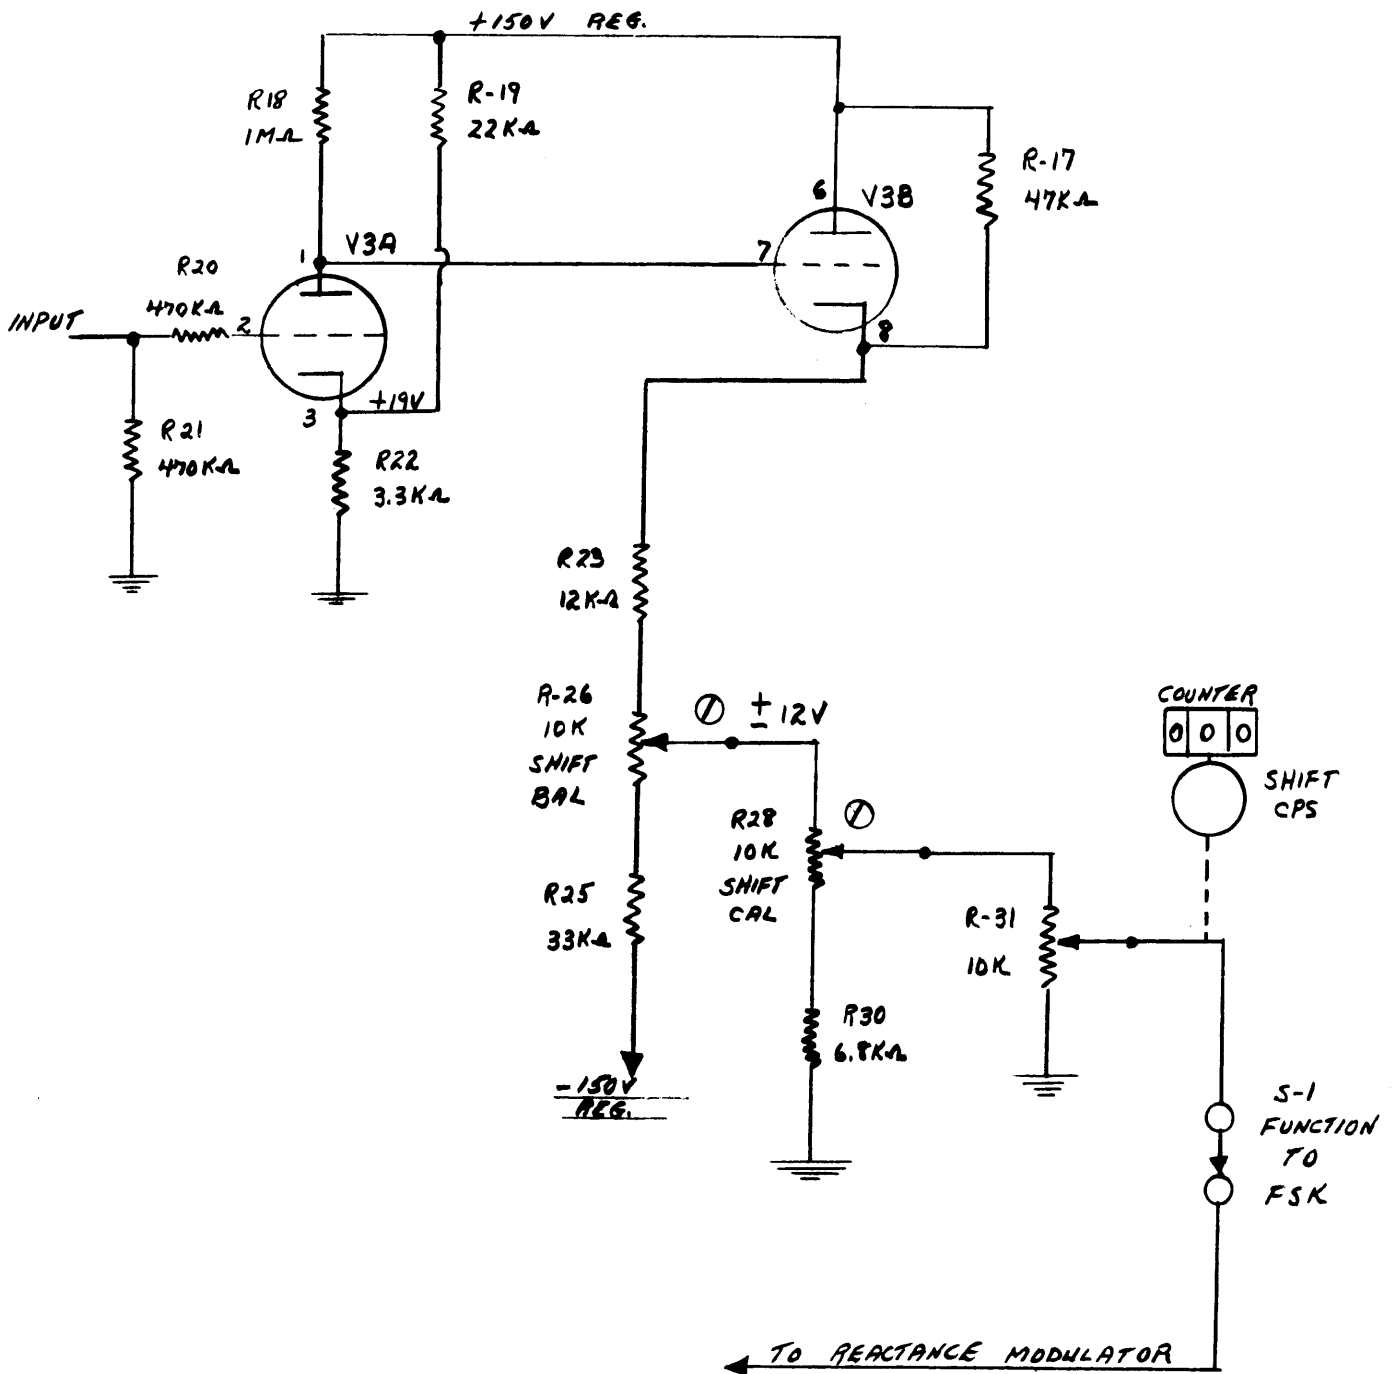 +150V REG.
R18
1MΩ
R-19
22KΩ
R-17
47KΩ
6
V3B
7
8
1
V3A
R20
470KΩ
2
INPUT
3
+19V
R21
470KΩ
R22
3.3KΩ
R23
12KΩ
R-26
10K
SHIFT
BAL
± 12V
COUNTER
0 0 0
SHIFT
CPS
R28
10K
SHIFT
CAL
R25
33KΩ
R-31
10K
R30
6.8KΩ
-150V
REG.
S-1
FUNCTION
TO
FSK
TO REACTANCE MODULATOR